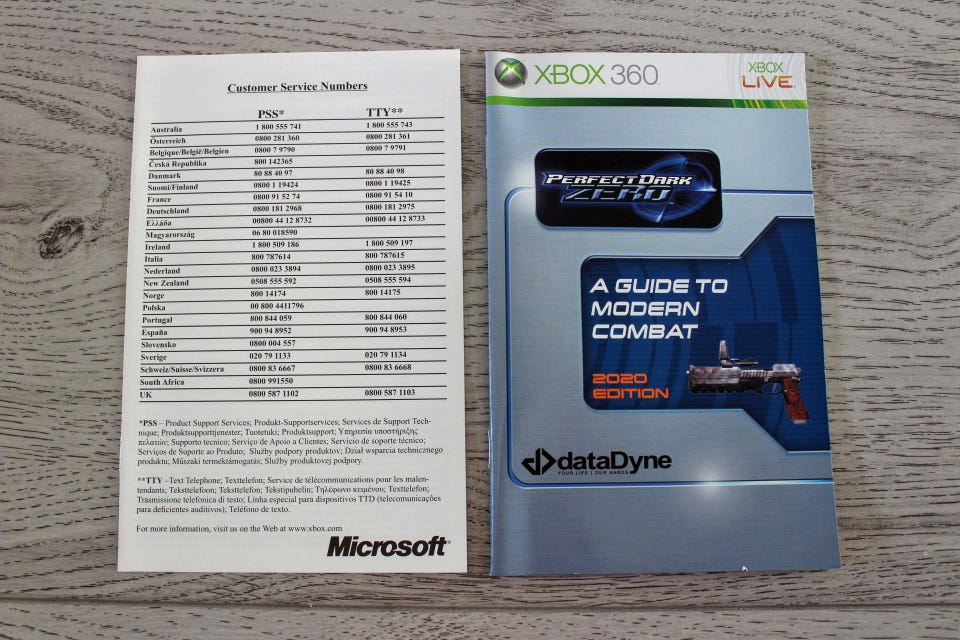 Customer Service Numbers
PSS* TTY**
Australia 1 800 555 741 1 800 555 743
Österreich 0800 281 360 0800 281 361
Belgique/België/Belgien 0800 7 9790 0800 7 9791
Česká Republika 800 142365
Danmark 80 88 40 97 80 88 40 98
Suomi/Finland 0800 1 19424 0800 1 19425
France 0800 91 52 74 0800 91 54 10
Deutschland 0800 181 2968 0800 181 2975
Ελλάδα 00800 44 12 8732 00800 44 12 8733
Magyarország 06 80 018590
Ireland 1 800 509 186 1 800 509 197
Italia 800 787614 800 787615
Nederland 0800 023 3894 0800 023 3895
New Zealand 0508 555 592 0508 555 594
Norge 800 14174 800 14175
Polska 00 800 4411796
Portugal 800 844 059 800 844 060
España 900 94 8952 900 94 8953
Slovensko 0800 004 557
Sverige 020 79 1133 020 79 1134
Schweiz/Suisse/Svizzera 0800 83 6667 0800 83 6668
South Africa 0800 991550
UK 0800 587 1102 0800 587 1103
*PSS – Product Support Services; Produkt-Supportservices; Services de Support Tech-
nique; Produktsupporttjenester; Tuotetuki; Produktsupport; Υπηρεσία υποστήριξης
πελατών; Supporto tecnico; Serviço de Apoio a Clientes; Servicio de soporte técnico;
Serviços de Suporte ao Produto; Služby podpory produktov; Dział wsparcia technicznego
produktu; Műszaki terméktámogatás; Služby produktovej podpory.
**TTY –Text Telephone; Texttelefon; Service de télécommunications pour les malen-
tendants; Teksttelefoon; Teksttelefon; Tekstipuhelin; Τηλέφωνο κειμένου; Texttelefon;
Trasmissione telefonica di testo; Linha especial para dispositivos TTD (telecomunicações
para deficientes auditivos); Teléfono de texto.
For more information, visit us on the Web at www.xbox.com
Microsoft®
XBOX 360
XBOX
LIVE
PERFECT DARK
ZERO
A GUIDE TO
MODERN
COMBAT
2020
EDITION
dataDyne
YOUR LIFE | OUR HANDS